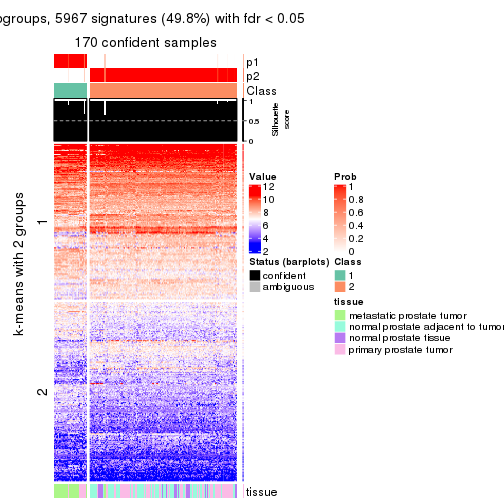 ogroups, 5967 signatures (49.8%) with fdr < 0.05
170 confident samples
p1
p2
Class
1
0.5
0
Silhouette
score
k-means with 2 groups
1
2
Value
12
10
8
6
4
2
Prob
1
0.8
0.6
0.4
0.2
0
Status (barplots)
confident
ambiguous
Class
1
2
tissue
metastatic prostate tumor
normal prostate adjacent to tumor
normal prostate tissue
primary prostate tumor
tissue